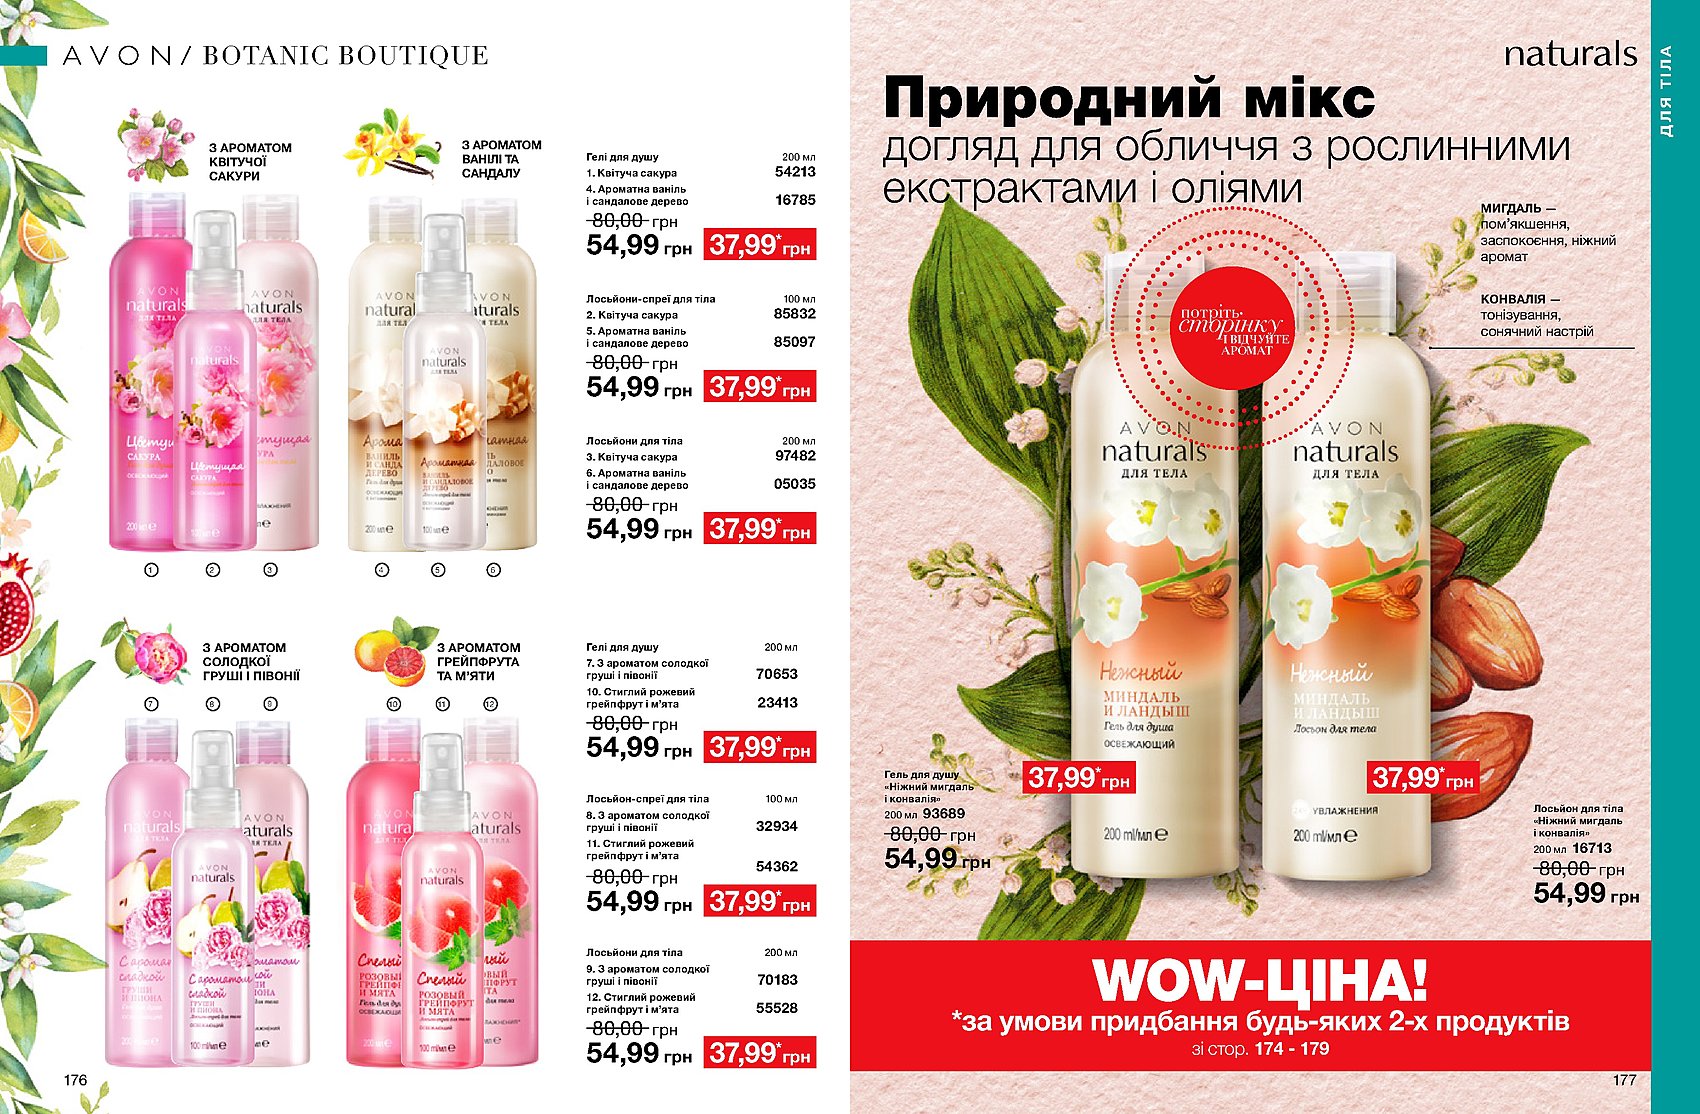 AVON / BOTANIC BOUTIQUE
З АРОМАТОМ
КВІТУЧОЇ
САКУРИ
З АРОМАТОМ
ВАНІЛІ ТА
САНДАЛУ
Гелі для душу 200 мл
1. Квітуча сакура 54213
4. Ароматна ваніль
і сандалове дерево 16785
80,00 грн
54,99 грн 37,99*грн
Лосьйони-спреї для тіла 100 мл
2. Квітуча сакура 85832
5. Ароматна ваніль
і сандалове дерево 85097
80,00 грн
54,99 грн 37,99*грн
Лосьйони для тіла 200 мл
3. Квітуча сакура 97482
6. Ароматна ваніль
і сандалове дерево 05035
80,00 грн
54,99 грн 37,99*грн
1 2 3 4 5 6
З АРОМАТОМ
СОЛОДКОЇ
ГРУШІ І ПІВОНІЇ
З АРОМАТОМ
ГРЕЙПФРУТА
ТА М'ЯТИ
7 8 9 10 11 12
Гелі для душу 200 мл
7. З ароматом солодкої
груші і півонії 70653
10. Стиглий рожевий
грейпфрут і м'ята 23413
80,00 грн
54,99 грн 37,99*грн
Лосьйон-спреї для тіла 100 мл
8. З ароматом солодкої
груші і півонії 32934
11. Стиглий рожевий
грейпфрут і м'ята 54362
80,00 грн
54,99 грн 37,99*грн
Лосьйони для тіла 200 мл
9. З ароматом солодкої
груші і півонії 70183
12. Стиглий рожевий
грейпфрут і м'ята 55528
80,00 грн
54,99 грн 37,99*грн
176
naturals
ДЛЯ ТІЛА
Природний мікс
догляд для обличчя з рослинними
екстрактами і оліями
МИГДАЛЬ —
пом'якшення,
заспокоєння, ніжний
аромат
КОНВАЛІЯ —
тонізування,
сонячний настрій
ПОТРІТЬ
сторінку
І ВІДЧУЙТЕ
АРОМАТ
AVON
naturals
ДЛЯ ТЕЛА
Нежный
МИНДАЛЬ
И ЛАНДЫШ
Гель для душа
ОСВЕЖАЮЩИЙ
200 ml/мл e
AVON
naturals
ДЛЯ ТЕЛА
Нежный
МИНДАЛЬ
И ЛАНДЫШ
Лосьон для тела
УВЛАЖНЕНИЯ
200 ml/мл e
37,99*грн
37,99*грн
Гель для душу
«Ніжний мигдаль
і конвалія»
200 мл 93689
80,00 грн
54,99 грн
Лосьйон для тіла
«Ніжний мигдаль
і конвалія»
200 мл 16713
80,00 грн
54,99 грн
WOW-ЦІНА!
*за умови придбання будь-яких 2-х продуктів
зі стор. 174 - 179
177